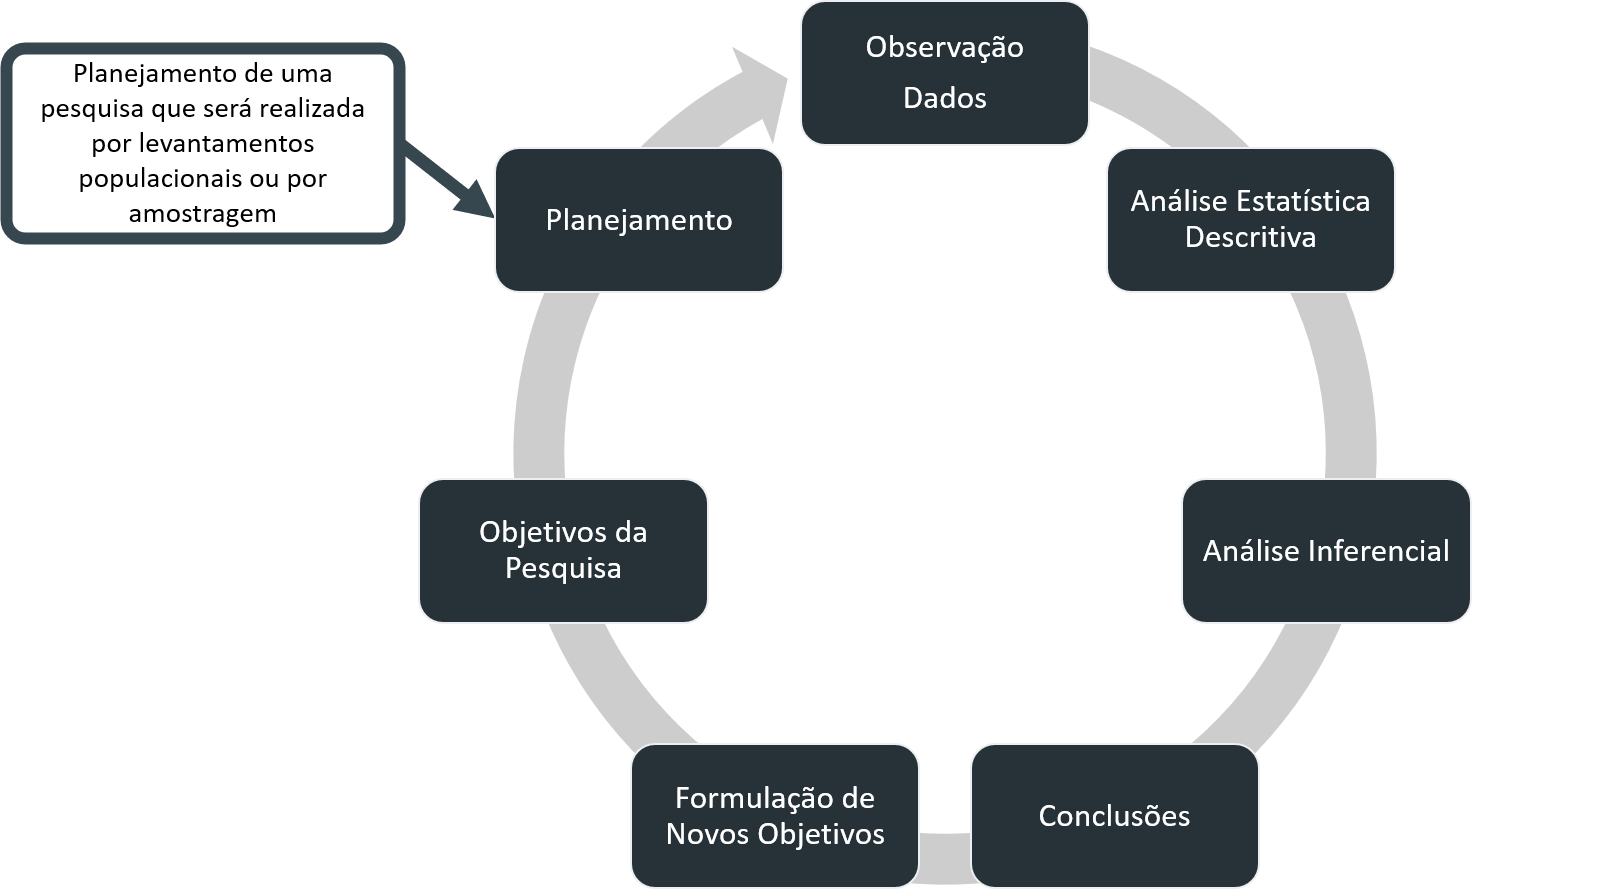 Planejamento de uma
pesquisa que será realizada
por levantamentos
populacionais ou por
amostragem
Observação
Dados
Planejamento
Análise Estatística
Descritiva
Objetivos da
Pesquisa
Análise Inferencial
Formulação de
Novos Objetivos
Conclusões